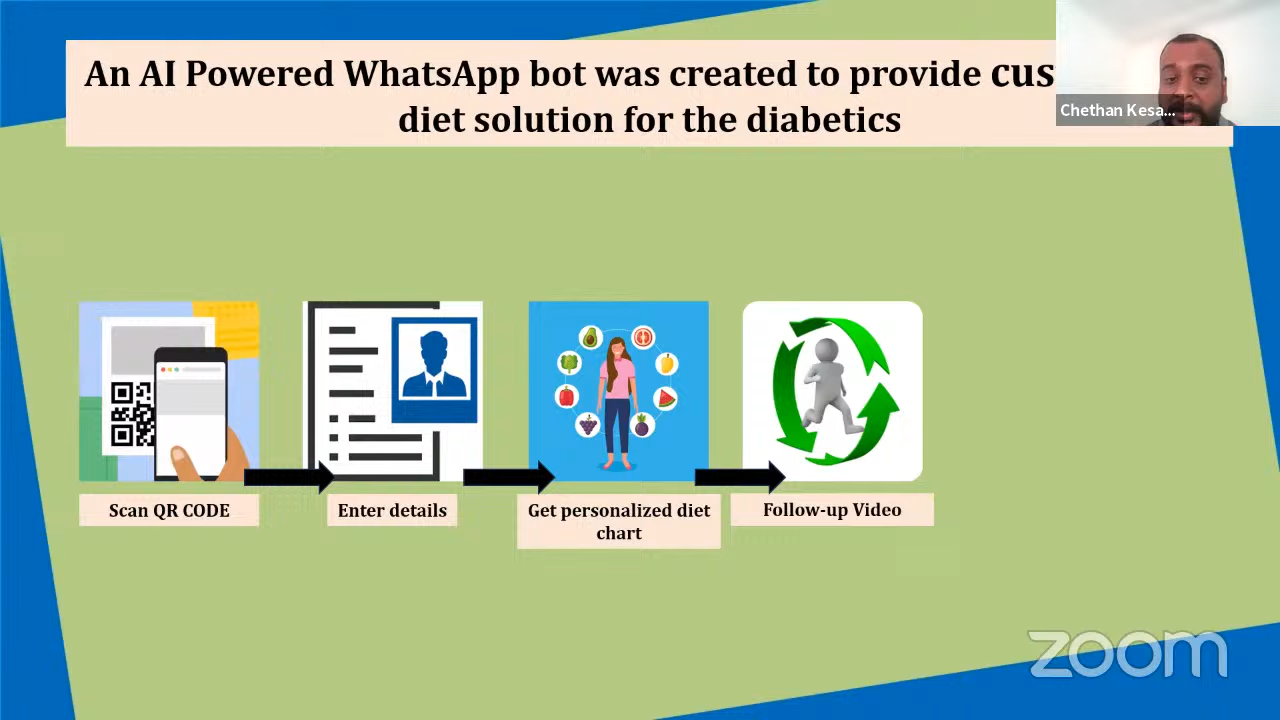 An AI Powered WhatsApp bot was created to provide cus
diet solution for the diabetics
Chethan Kesa...
Scan QR CODE
Enter details
Get personalized diet
chart
Follow-up Video
zoom